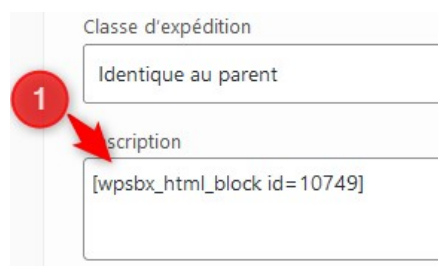 Classe d'expédition
Identique au parent
1
scription
[wpsbx_html_block id=10749]